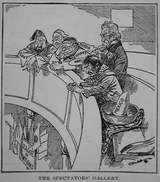 THE SPECTATORS' GALLERY.